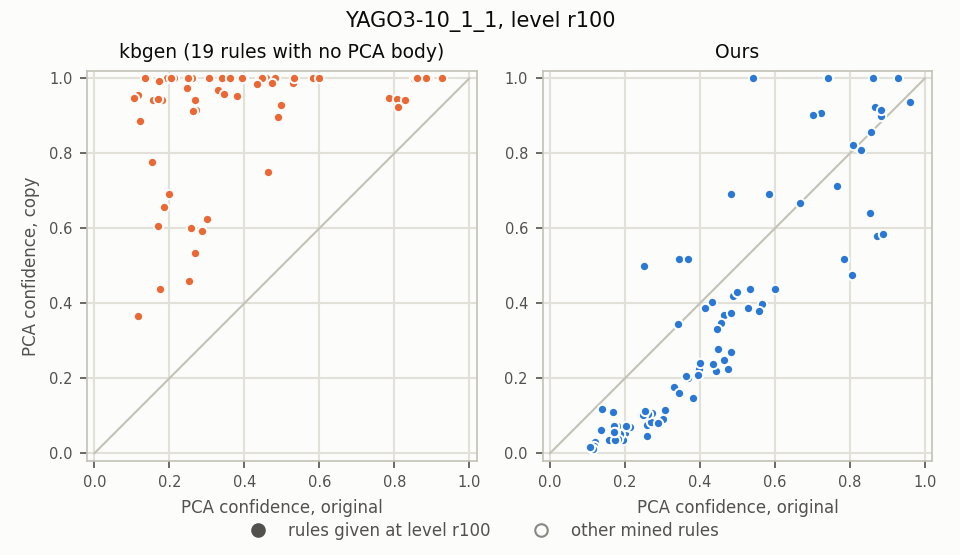 YAGO3-10_1_1, level r100
kbgen (19 rules with no PCA body)
Ours
PCA confidence, copy
1.0
0.8
0.6
0.4
0.2
0.0
1.0
0.8
0.6
0.4
0.2
0.0
0.0 0.2 0.4 0.6 0.8 1.0
0.0 0.2 0.4 0.6 0.8 1.0
PCA confidence, original
PCA confidence, original
rules given at level r100
other mined rules